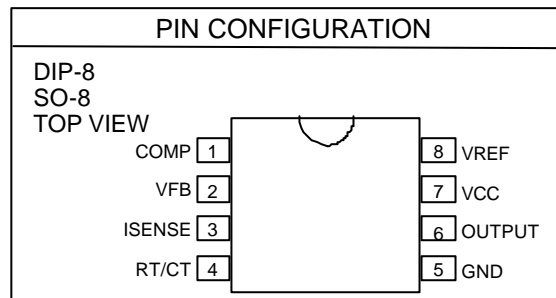 PIN CONFIGURATION
DIP-8
SO-8
TOP VIEW
COMP 1 8 VREF
VFB 2 7 VCC
ISENSE 3 6 OUTPUT
RT/CT 4 5 GND